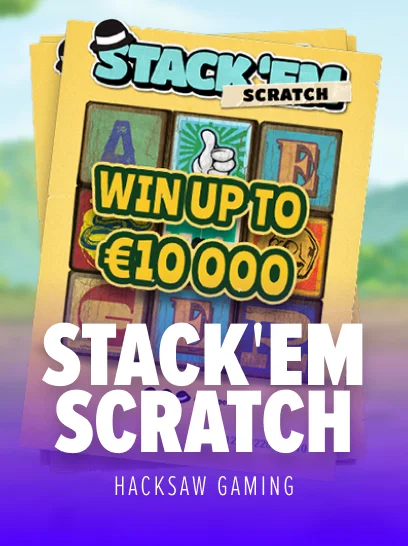 STACK'EM
SCRATCH
A
E
WIN UP TO
€10 000
STACK'EM
SCRATCH
HACKSAW GAMING